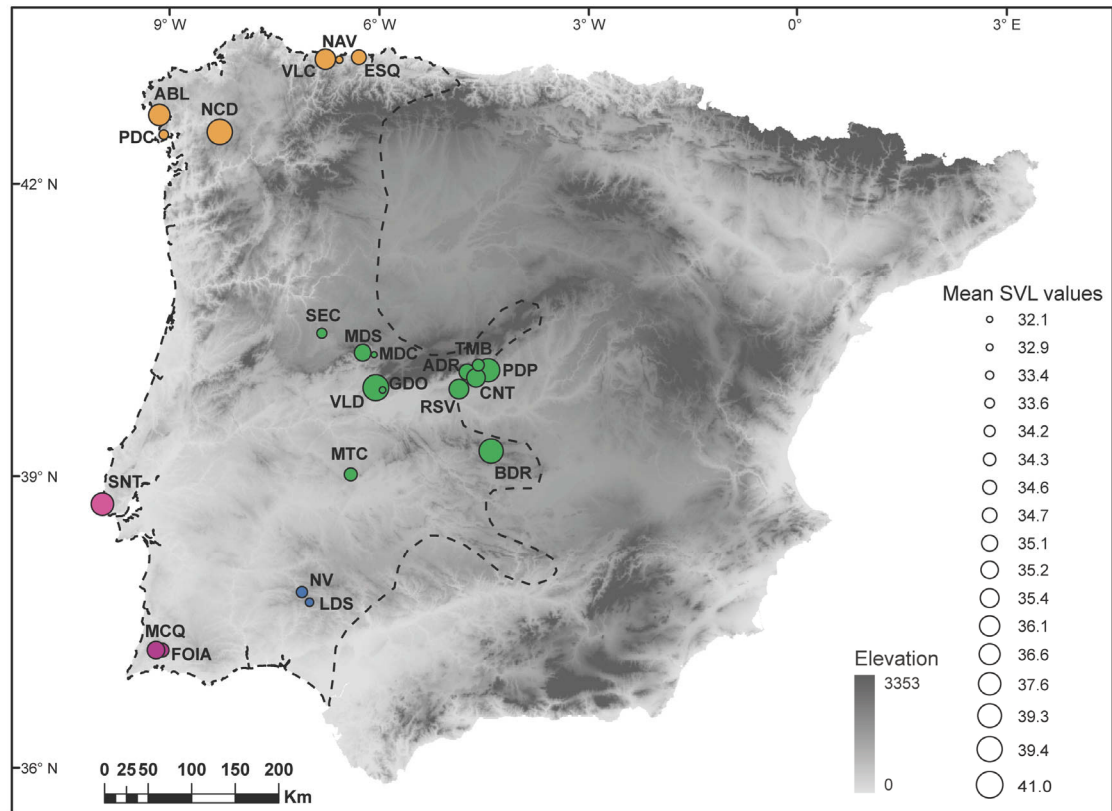 9° W 6° W 3° W 0° 3° E
NAV
VLC ESQ
ABL
NCD
PDC
42° N
SEC
MDS
MDC
TMB
ADR PDP
GDO CNT
VLD
RSV
MTC
BDR
39° N
SNT
NV
LDS
MCQ
FOIA
36° N
0 25 50 100 150 200
Km
Elevation
3353
0
Mean SVL values
32.1
32.9
33.4
33.6
34.2
34.3
34.6
34.7
35.1
35.2
35.4
36.1
36.6
37.6
39.3
39.4
41.0